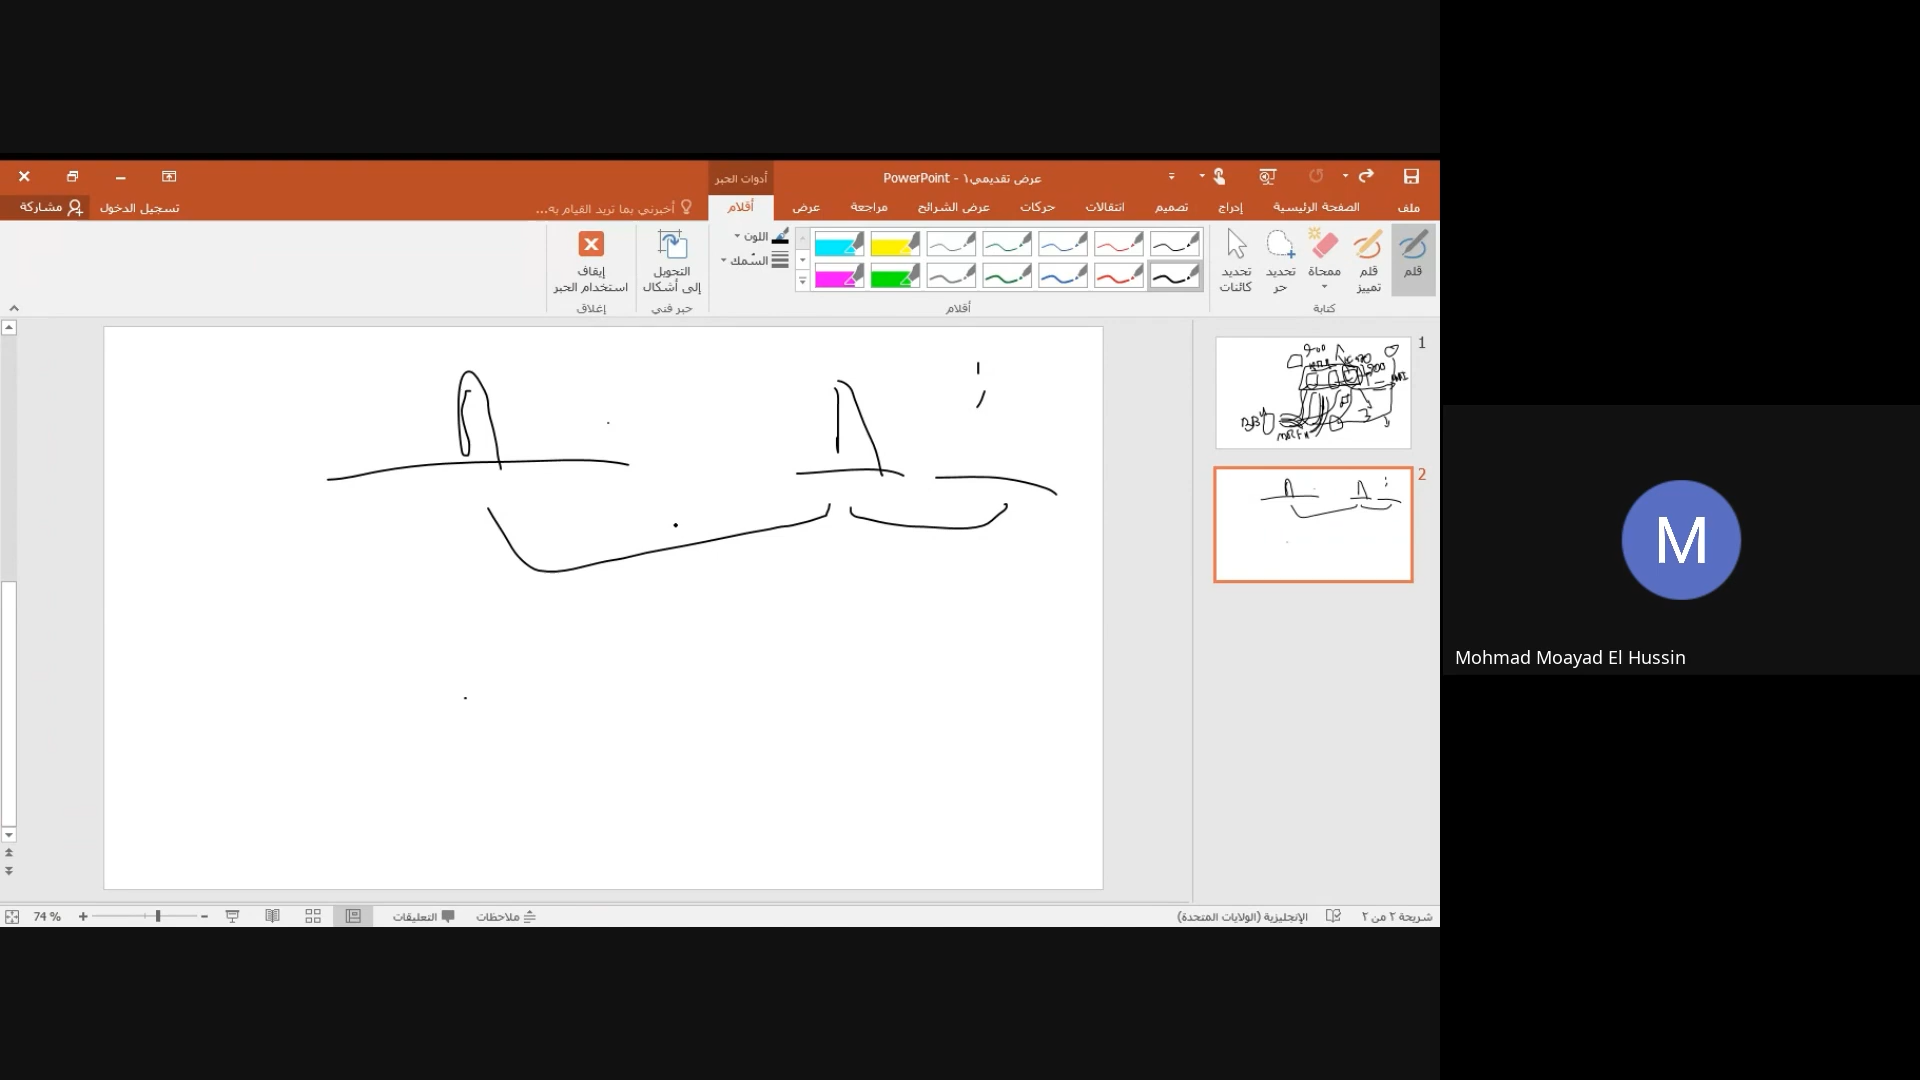 عرض تقديمي١ - PowerPoint
أدوات الحبر
ملف
الصفحة الرئيسية
إدراج
تصميم
انتقالات
حركات
عرض الشرائح
مراجعة
عرض
أقلام
أخبرني بما تريد القيام به...
تسجيل الدخول
مشاركة
قلم
قلم تمييز
ممحاة
تحديد حر
تحديد كائنات
كتابة
اللون
السُمك
أقلام
التحويل إلى أشكال
حبر فني
إيقاف استخدام الحبر
إغلاق
1
2
M
Mohmad Moayad El Hussin
شريحة ٢ من ٢
الإنجليزية (الولايات المتحدة)
ملاحظات
التعليقات
74 %